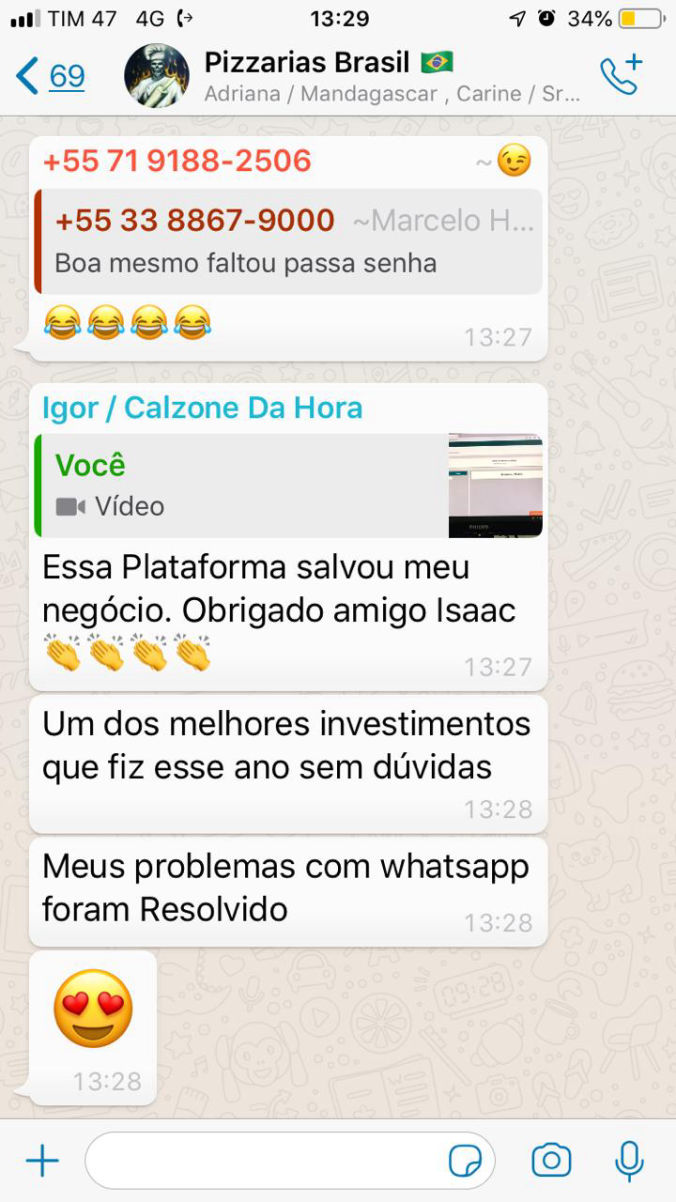 TIM 47 4G 13:29 34%
69 Pizzarias Brasil 🇧🇷
Adriana / Mandagascar , Carine / Sr...
+55 71 9188-2506 ~😉
+55 33 8867-9000 ~Marcelo H...
Boa mesmo faltou passa senha
😂😂😂😂 13:27
Igor / Calzone Da Hora
Você
Vídeo
Essa Plataforma salvou meu
negócio. Obrigado amigo Isaac
👏👏👏👏 13:27
Um dos melhores investimentos
que fiz esse ano sem dúvidas
13:28
Meus problemas com whatsapp
foram Resolvido 13:28
😍
13:28